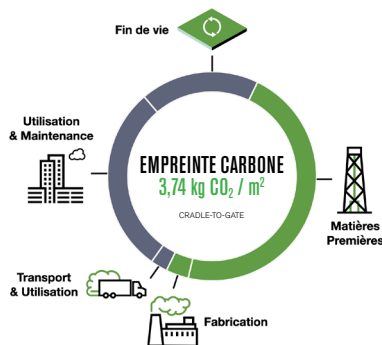 Fin de vie
Utilisation
& Maintenance
EMPREINTE CARBONE
3,74 kg CO₂ / m²
CRADLE-TO-GATE
Matières
Premières
Transport
& Utilisation
Fabrication